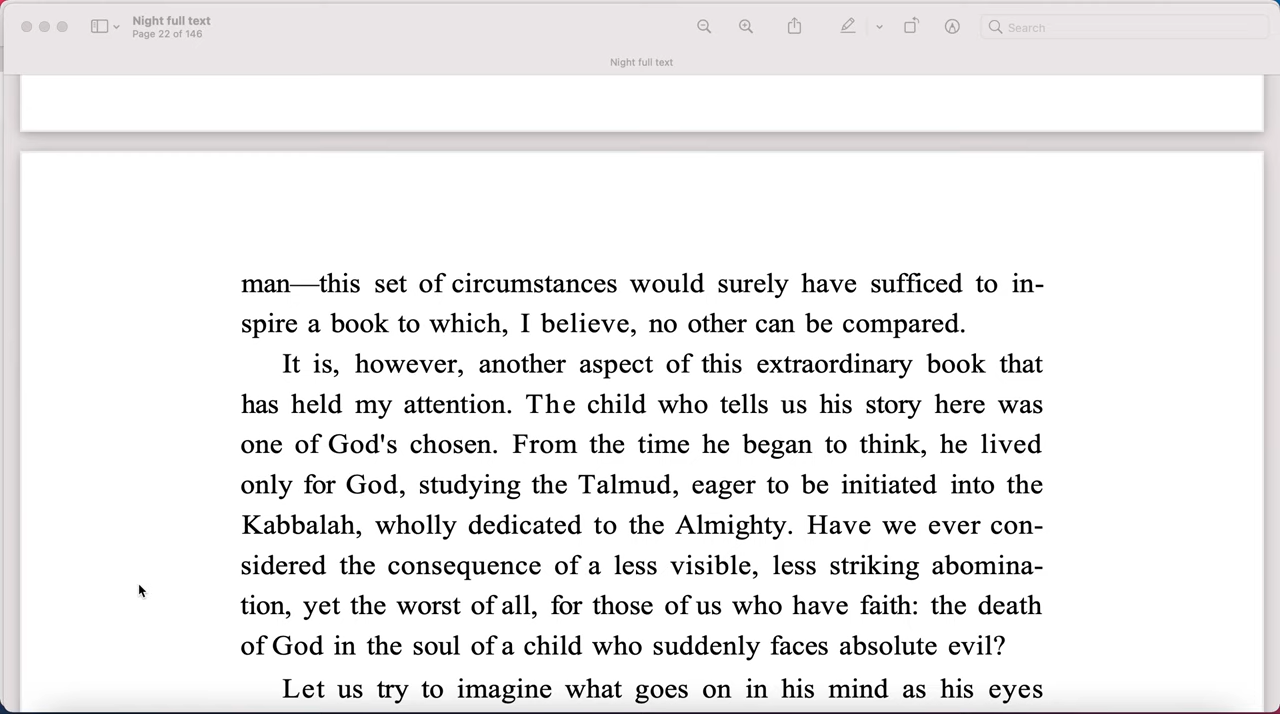 Night full text
Page 22 of 146
Search
Night full text
man—this set of circumstances would surely have sufficed to in-
spire a book to which, I believe, no other can be compared.
It is, however, another aspect of this extraordinary book that
has held my attention. The child who tells us his story here was
one of God's chosen. From the time he began to think, he lived
only for God, studying the Talmud, eager to be initiated into the
Kabbalah, wholly dedicated to the Almighty. Have we ever con-
sidered the consequence of a less visible, less striking abomina-
tion, yet the worst of all, for those of us who have faith: the death
of God in the soul of a child who suddenly faces absolute evil?
Let us try to imagine what goes on in his mind as his eyes